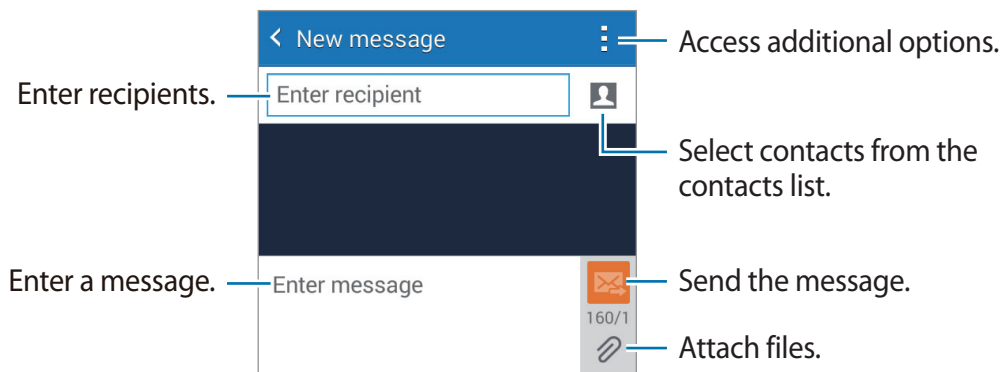 New message
Access additional options.
Enter recipients.
Enter recipient
Select contacts from the
contacts list.
Enter a message.
Enter message
Send the message.
160/1
Attach files.